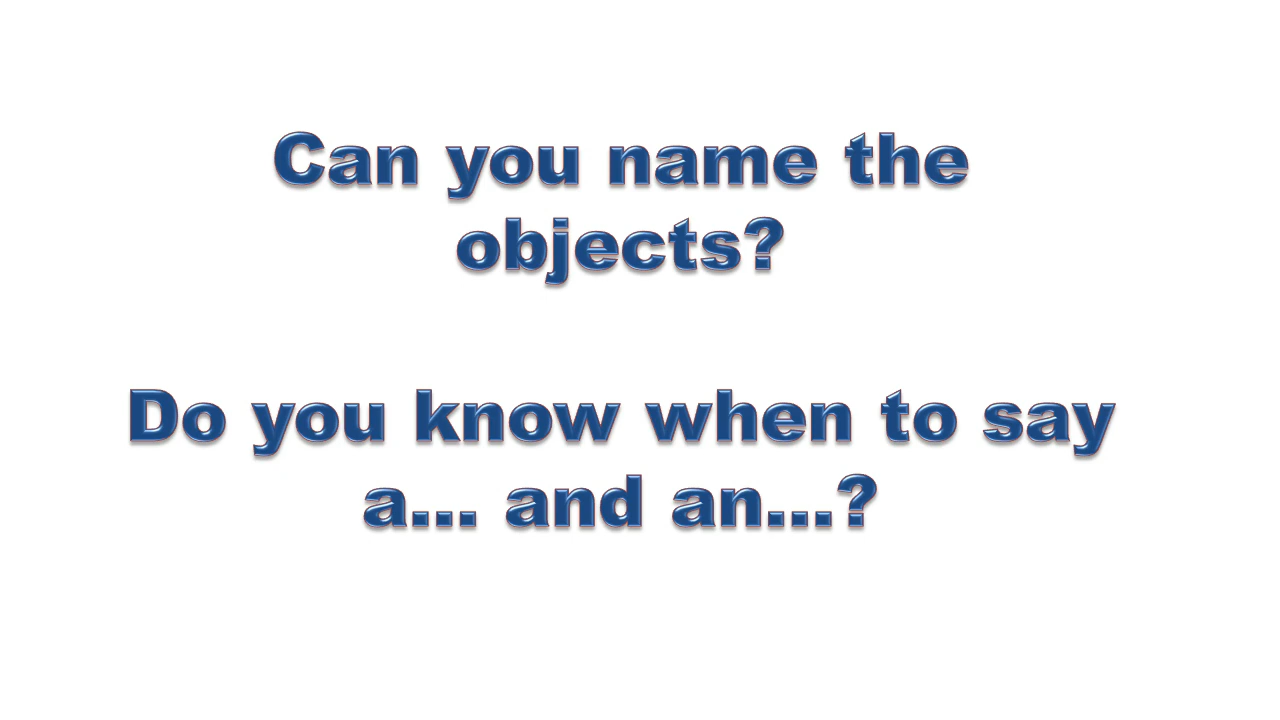 Can you name the
objects?
Do you know when to say
a... and an...?